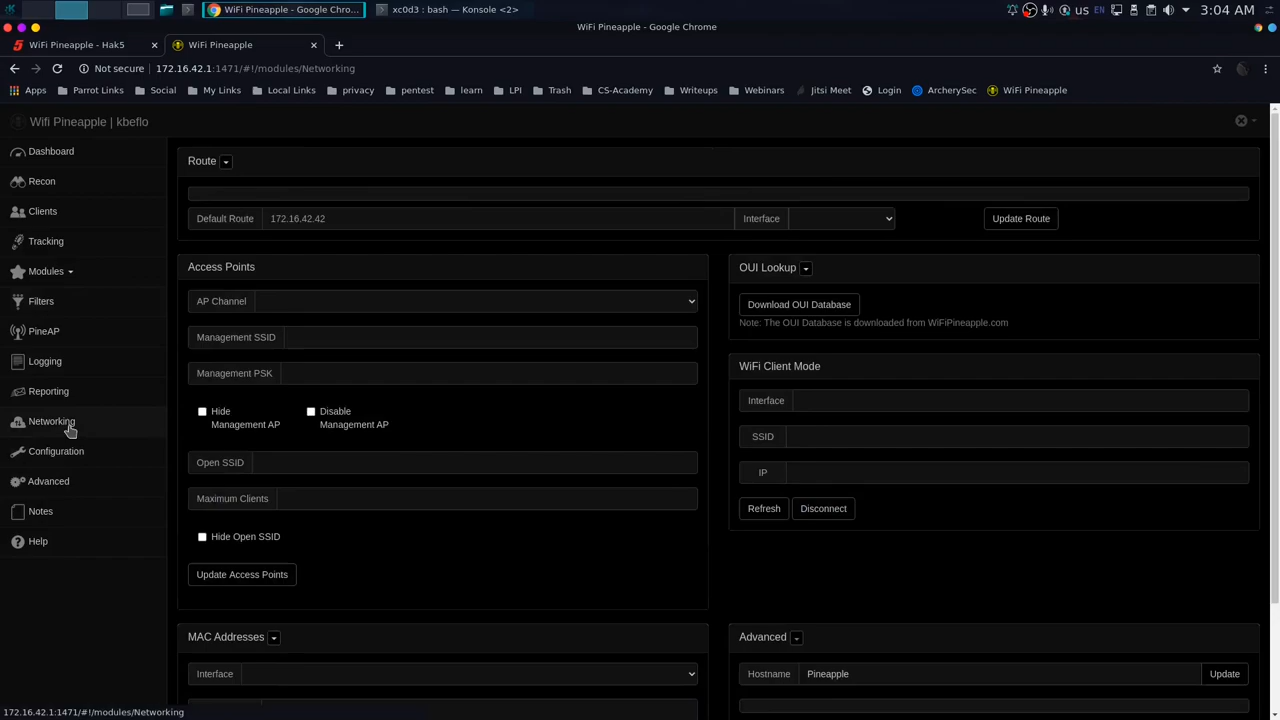 WiFi Pineapple - Google Chro...
xc0d3 : bash — Konsole <2>
us
EN
3:04 AM
WiFi Pineapple - Google Chrome
WiFi Pineapple - Hak5
WiFi Pineapple
Not secure
172.16.42.1:1471/#!/modules/Networking
Apps
Parrot Links
Social
My Links
Local Links
privacy
pentest
learn
LPI
Trash
CS-Academy
Writeups
Webinars
Jitsi Meet
Login
ArcherySec
WiFi Pineapple
Wifi Pineapple | kbeflo
Dashboard
Recon
Clients
Tracking
Modules
Filters
PineAP
Logging
Reporting
Networking
Configuration
Advanced
Notes
Help
Route
Default Route
172.16.42.42
Interface
Update Route
Access Points
AP Channel
Management SSID
Management PSK
Hide
Management AP
Disable
Management AP
Open SSID
Maximum Clients
Hide Open SSID
Update Access Points
OUI Lookup
Download OUI Database
Note: The OUI Database is downloaded from WiFiPineapple.com
WiFi Client Mode
Interface
SSID
IP
Refresh
Disconnect
MAC Addresses
Interface
Advanced
Hostname
Pineapple
Update
172.16.42.1:1471/#!/modules/Networking